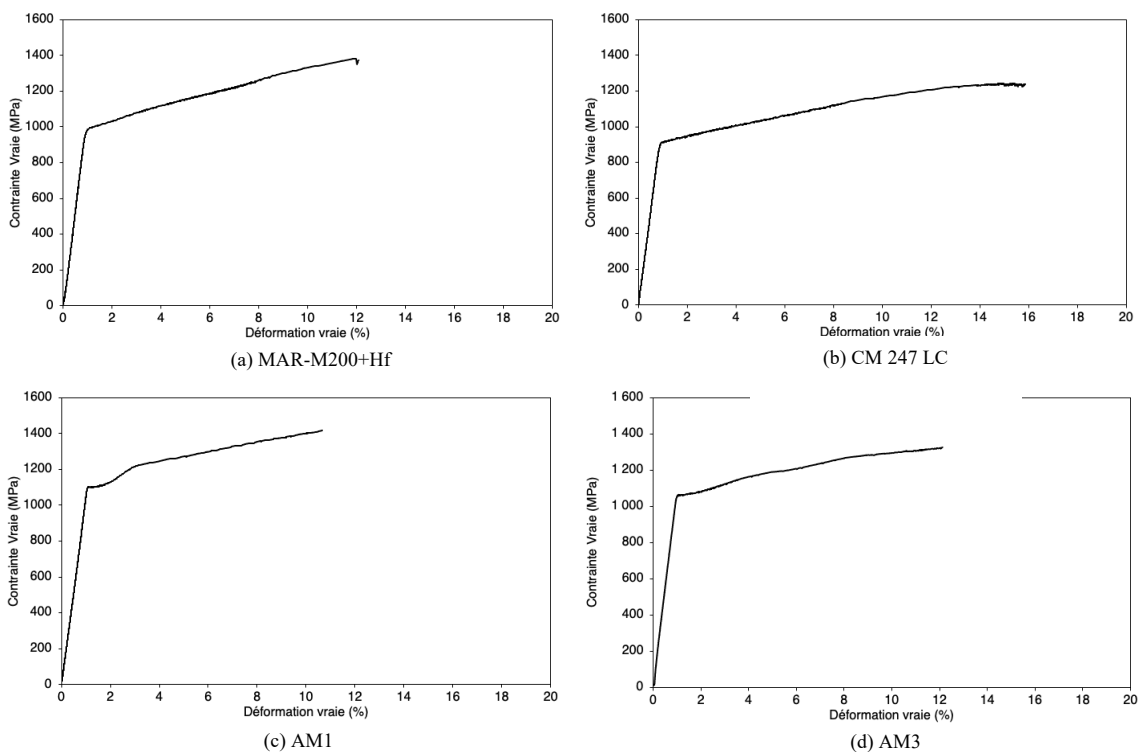 1600
1400
1200
1000
800
600
400
200
0
Contrainte Vraie (MPa)
0 2 4 6 8 10 12 14 16 18 20
Déformation vraie (%)
(a) MAR-M200+Hf
1600
1400
1200
1000
800
600
400
200
0
Contrainte Vraie (MPa)
0 2 4 6 8 10 12 14 16 18 20
Déformation vraie (%)
(b) CM 247 LC
1600
1400
1200
1000
800
600
400
200
0
Contrainte Vraie (MPa)
0 2 4 6 8 10 12 14 16 18 20
Déformation vraie (%)
(c) AM1
1 600
1 400
1 200
1 000
800
600
400
200
0
Contrainte Vraie (MPa)
0 2 4 6 8 10 12 14 16 18 20
Déformation vraie (%)
(d) AM3